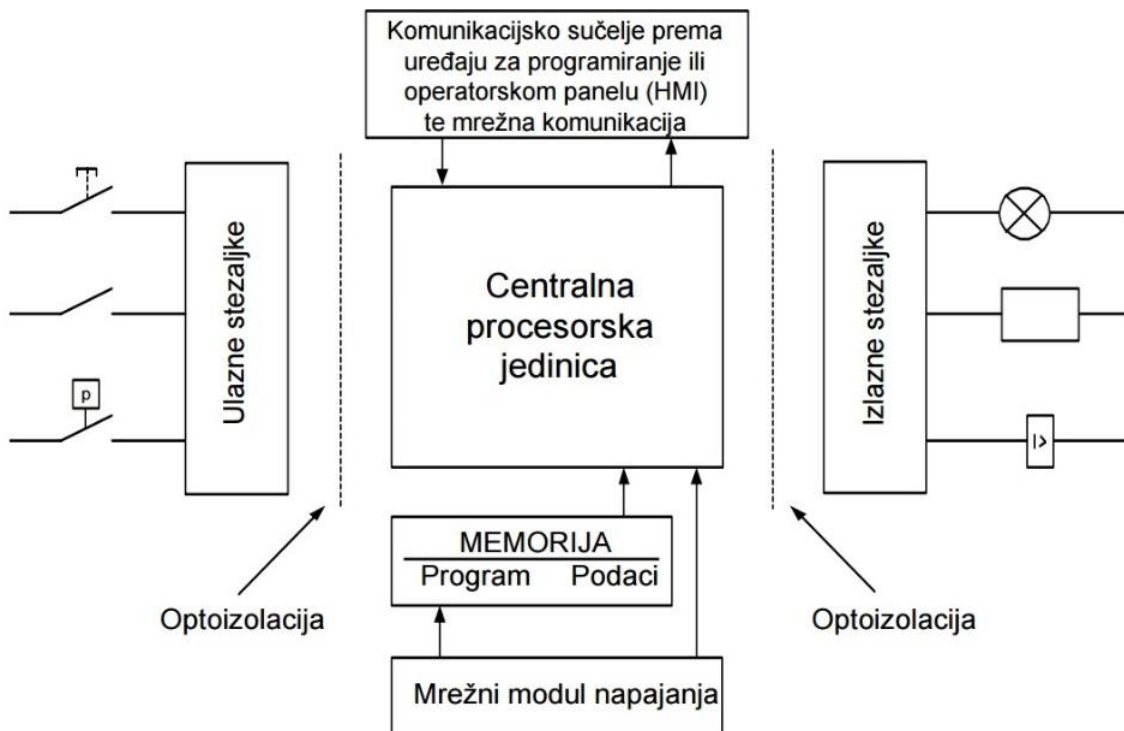 Komunikacijsko sučelje prema
uređaju za programiranje ili
operatorskom panelu (HMI)
te mrežna komunikacija
Ulazne stezaljke
p
Centralna
procesorska
jedinica
Izlazne stezaljke
MEMORIJA
Program Podaci
Optoizolacija
Optoizolacija
Mrežni modul napajanja